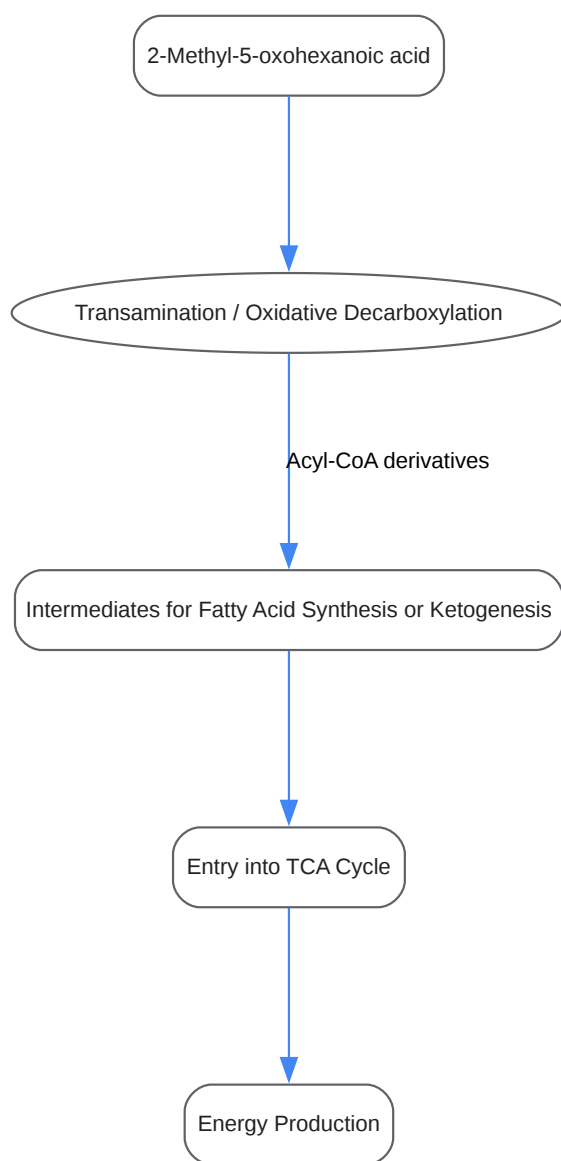 2-Methyl-5-oxohexanoic acid
Transamination / Oxidative Decarboxylation
Acyl-CoA derivatives
Intermediates for Fatty Acid Synthesis or Ketogenesis
Entry into TCA Cycle
Energy Production